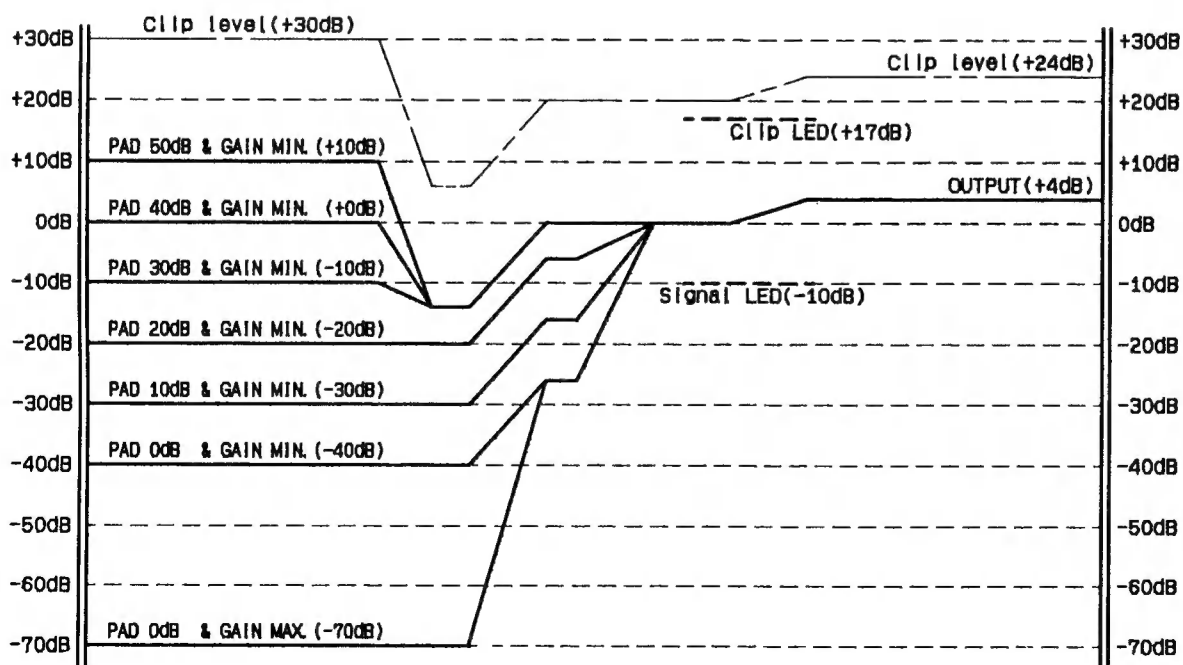 Clip level(+30dB)
+30dB
+30dB
Clip level(+24dB)
+20dB
+20dB
Clip LED(+17dB)
PAD 50dB & GAIN MIN. (+10dB)
+10dB
+10dB
OUTPUT(+4dB)
PAD 40dB & GAIN MIN. (+0dB)
0dB
0dB
PAD 30dB & GAIN MIN. (-10dB)
-10dB
-10dB
Signal LED(-10dB)
PAD 20dB & GAIN MIN. (-20dB)
-20dB
-20dB
PAD 10dB & GAIN MIN. (-30dB)
-30dB
-30dB
PAD 0dB & GAIN MIN. (-40dB)
-40dB
-40dB
-50dB
-50dB
-60dB
-60dB
PAD 0dB & GAIN MAX. (-70dB)
-70dB
-70dB